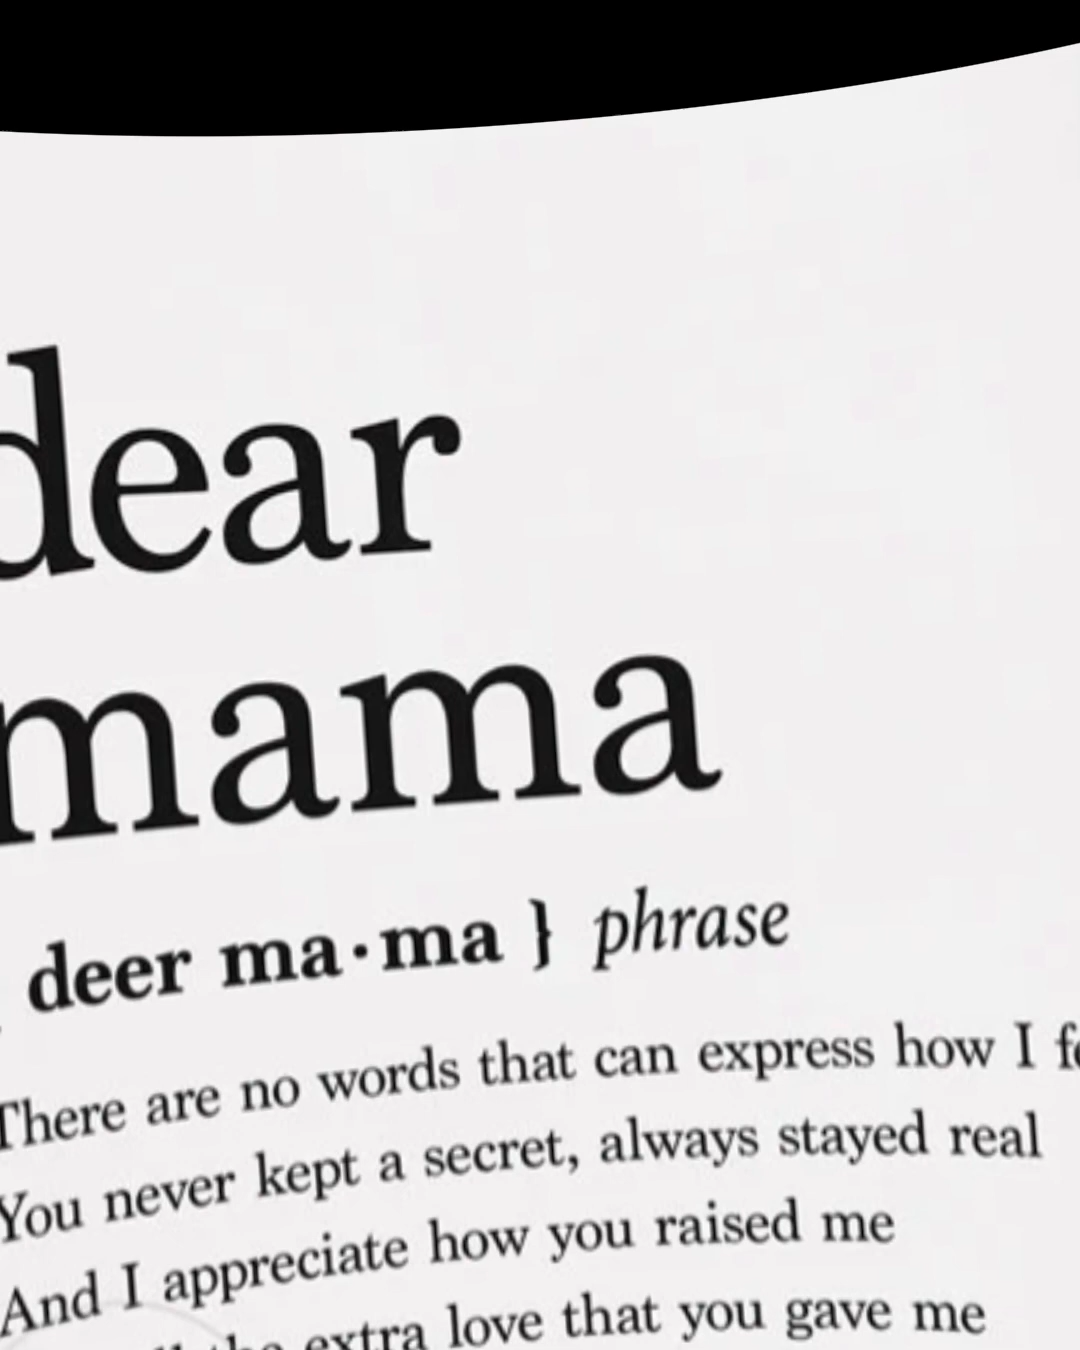 dear
mama
deer ma·ma } phrase
There are no words that can express how I
You never kept a secret, always stayed real
And I appreciate how you raised me
the extra love that you gave me